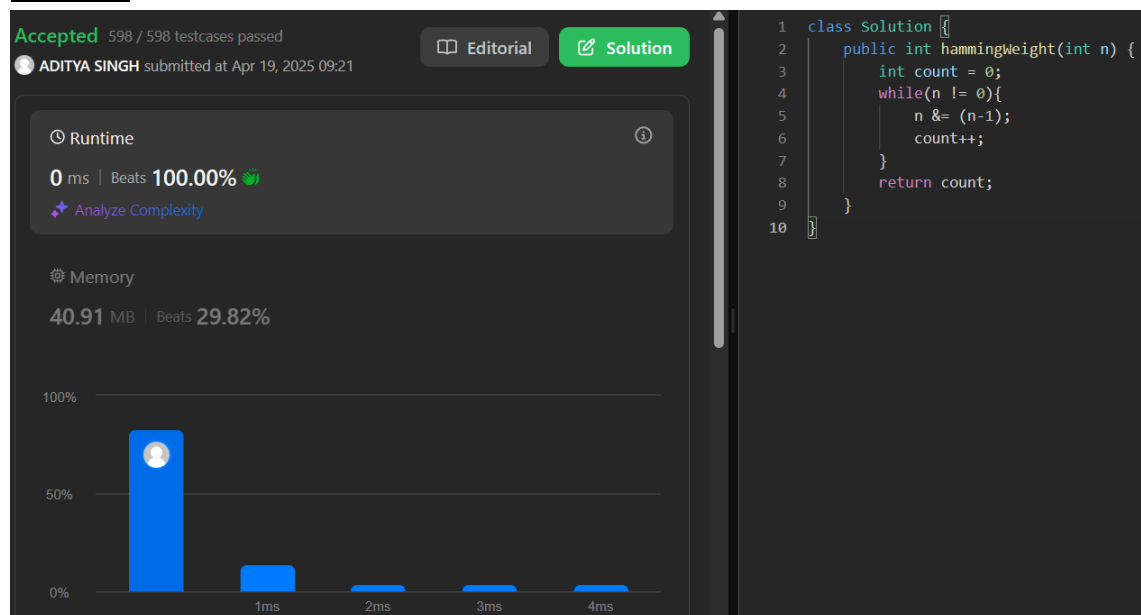 Accepted 598 / 598 testcases passed
Editorial
Solution
ADITYA SINGH submitted at Apr 19, 2025 09:21
Runtime
0 ms | Beats 100.00%
Analyze Complexity
Memory
40.91 MB | Beats 29.82%
100%
50%
0%
1ms 2ms 3ms 4ms
1 class Solution {
2 public int hammingWeight(int n) {
3 int count = 0;
4 while(n != 0){
5 n &= (n-1);
6 count++;
7 }
8 return count;
9 }
10 }